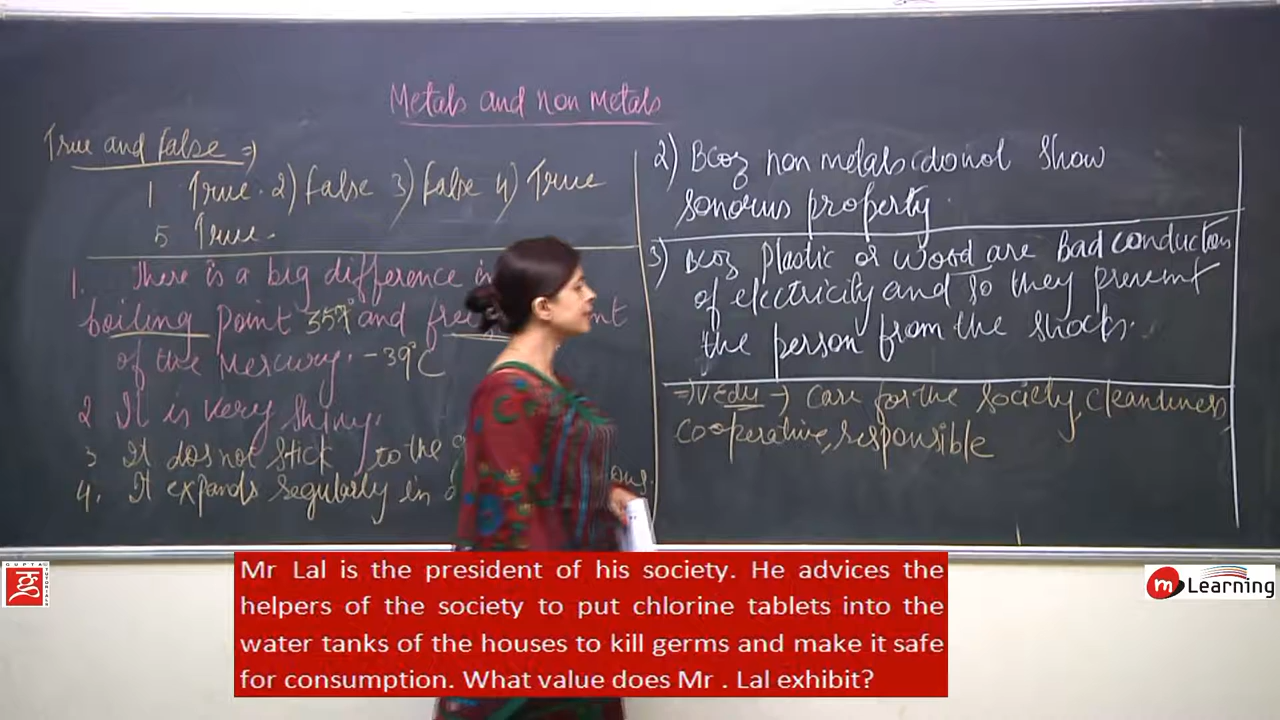 Metals and non Metals
True and false =)
1 True. 2) false 3) false 4) True
5 True.
1. There is a big difference in
boiling point 357° and
of the Mercury. -39°C
2 It is very shiny.
3 It does not stick to the
4. It expands regularly in
2) Bcoz non metals donot show
sonorus property.
3) Bcoz Plastic or wood are Bad conductors
of electricity and so they prevent
the person from the shocks.
=) V.Edu → Care for the society, cleanliness,
co-operative, responsible
Mr Lal is the president of his society. He advices the
helpers of the society to put chlorine tablets into the
water tanks of the houses to kill germs and make it safe
for consumption. What value does Mr . Lal exhibit?
GUPTA
TUTORIALS
m Learning